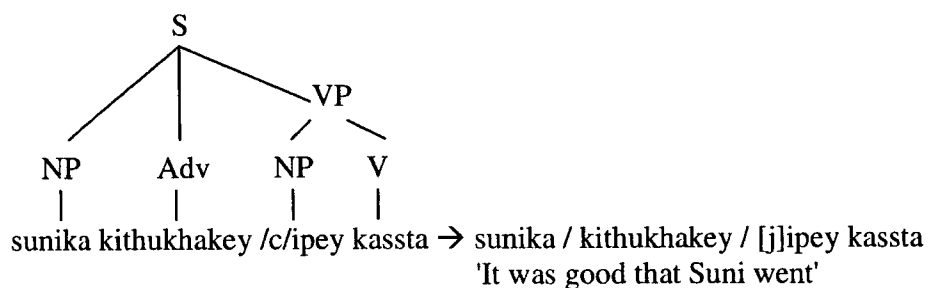 S
VP
NP Adv NP V
sunika kithukhakey /c/ipey kassta → sunika / kithukhakey / [j]ipey kassta
'It was good that Suni went'